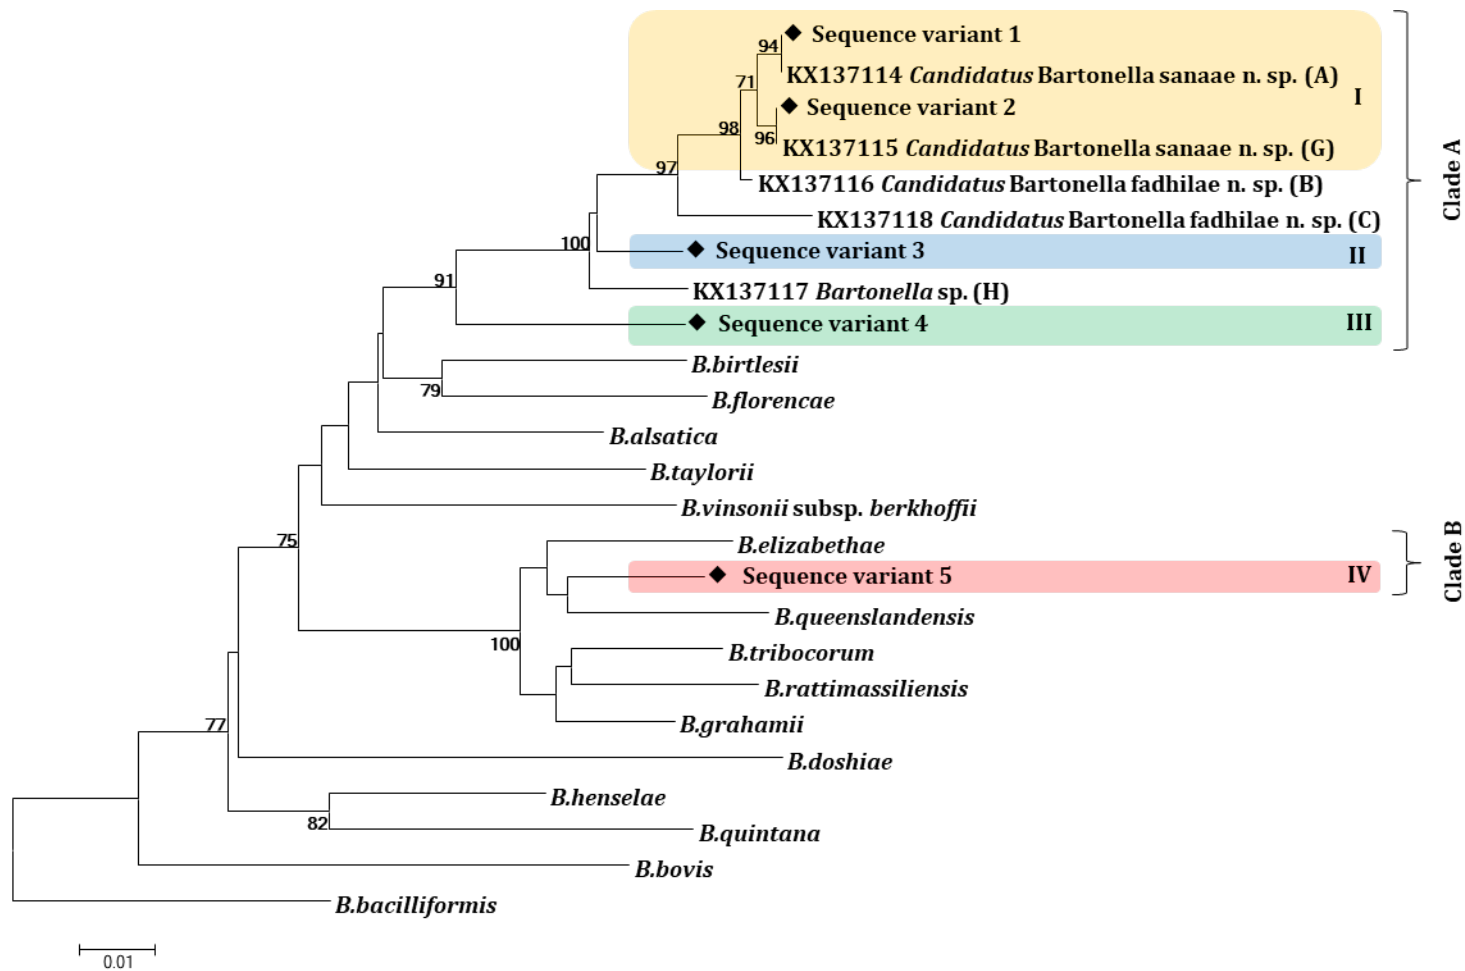 94
Sequence variant 1
KX137114 Candidatus Bartonella sanaae n. sp. (A)
71
I
Sequence variant 2
98
96
KX137115 Candidatus Bartonella sanaae n. sp. (G)
97
KX137116 Candidatus Bartonella fadhilae n. sp. (B)
Clade A
KX137118 Candidatus Bartonella fadhilae n. sp. (C)
100
Sequence variant 3
II
91
KX137117 Bartonella sp. (H)
Sequence variant 4
III
B.birtlesii
79
B.florencae
B.alsatica
B.taylorii
B.vinsonii subsp. berkhoffii
75
B.elizabethae
Sequence variant 5
IV
Clade B
B.queenslandensis
100
B.tribocorum
B.rattimassiliensis
B.grahamii
77
B.doshiae
B.henselae
82
B.quintana
B.bovis
B.bacilliformis
0.01